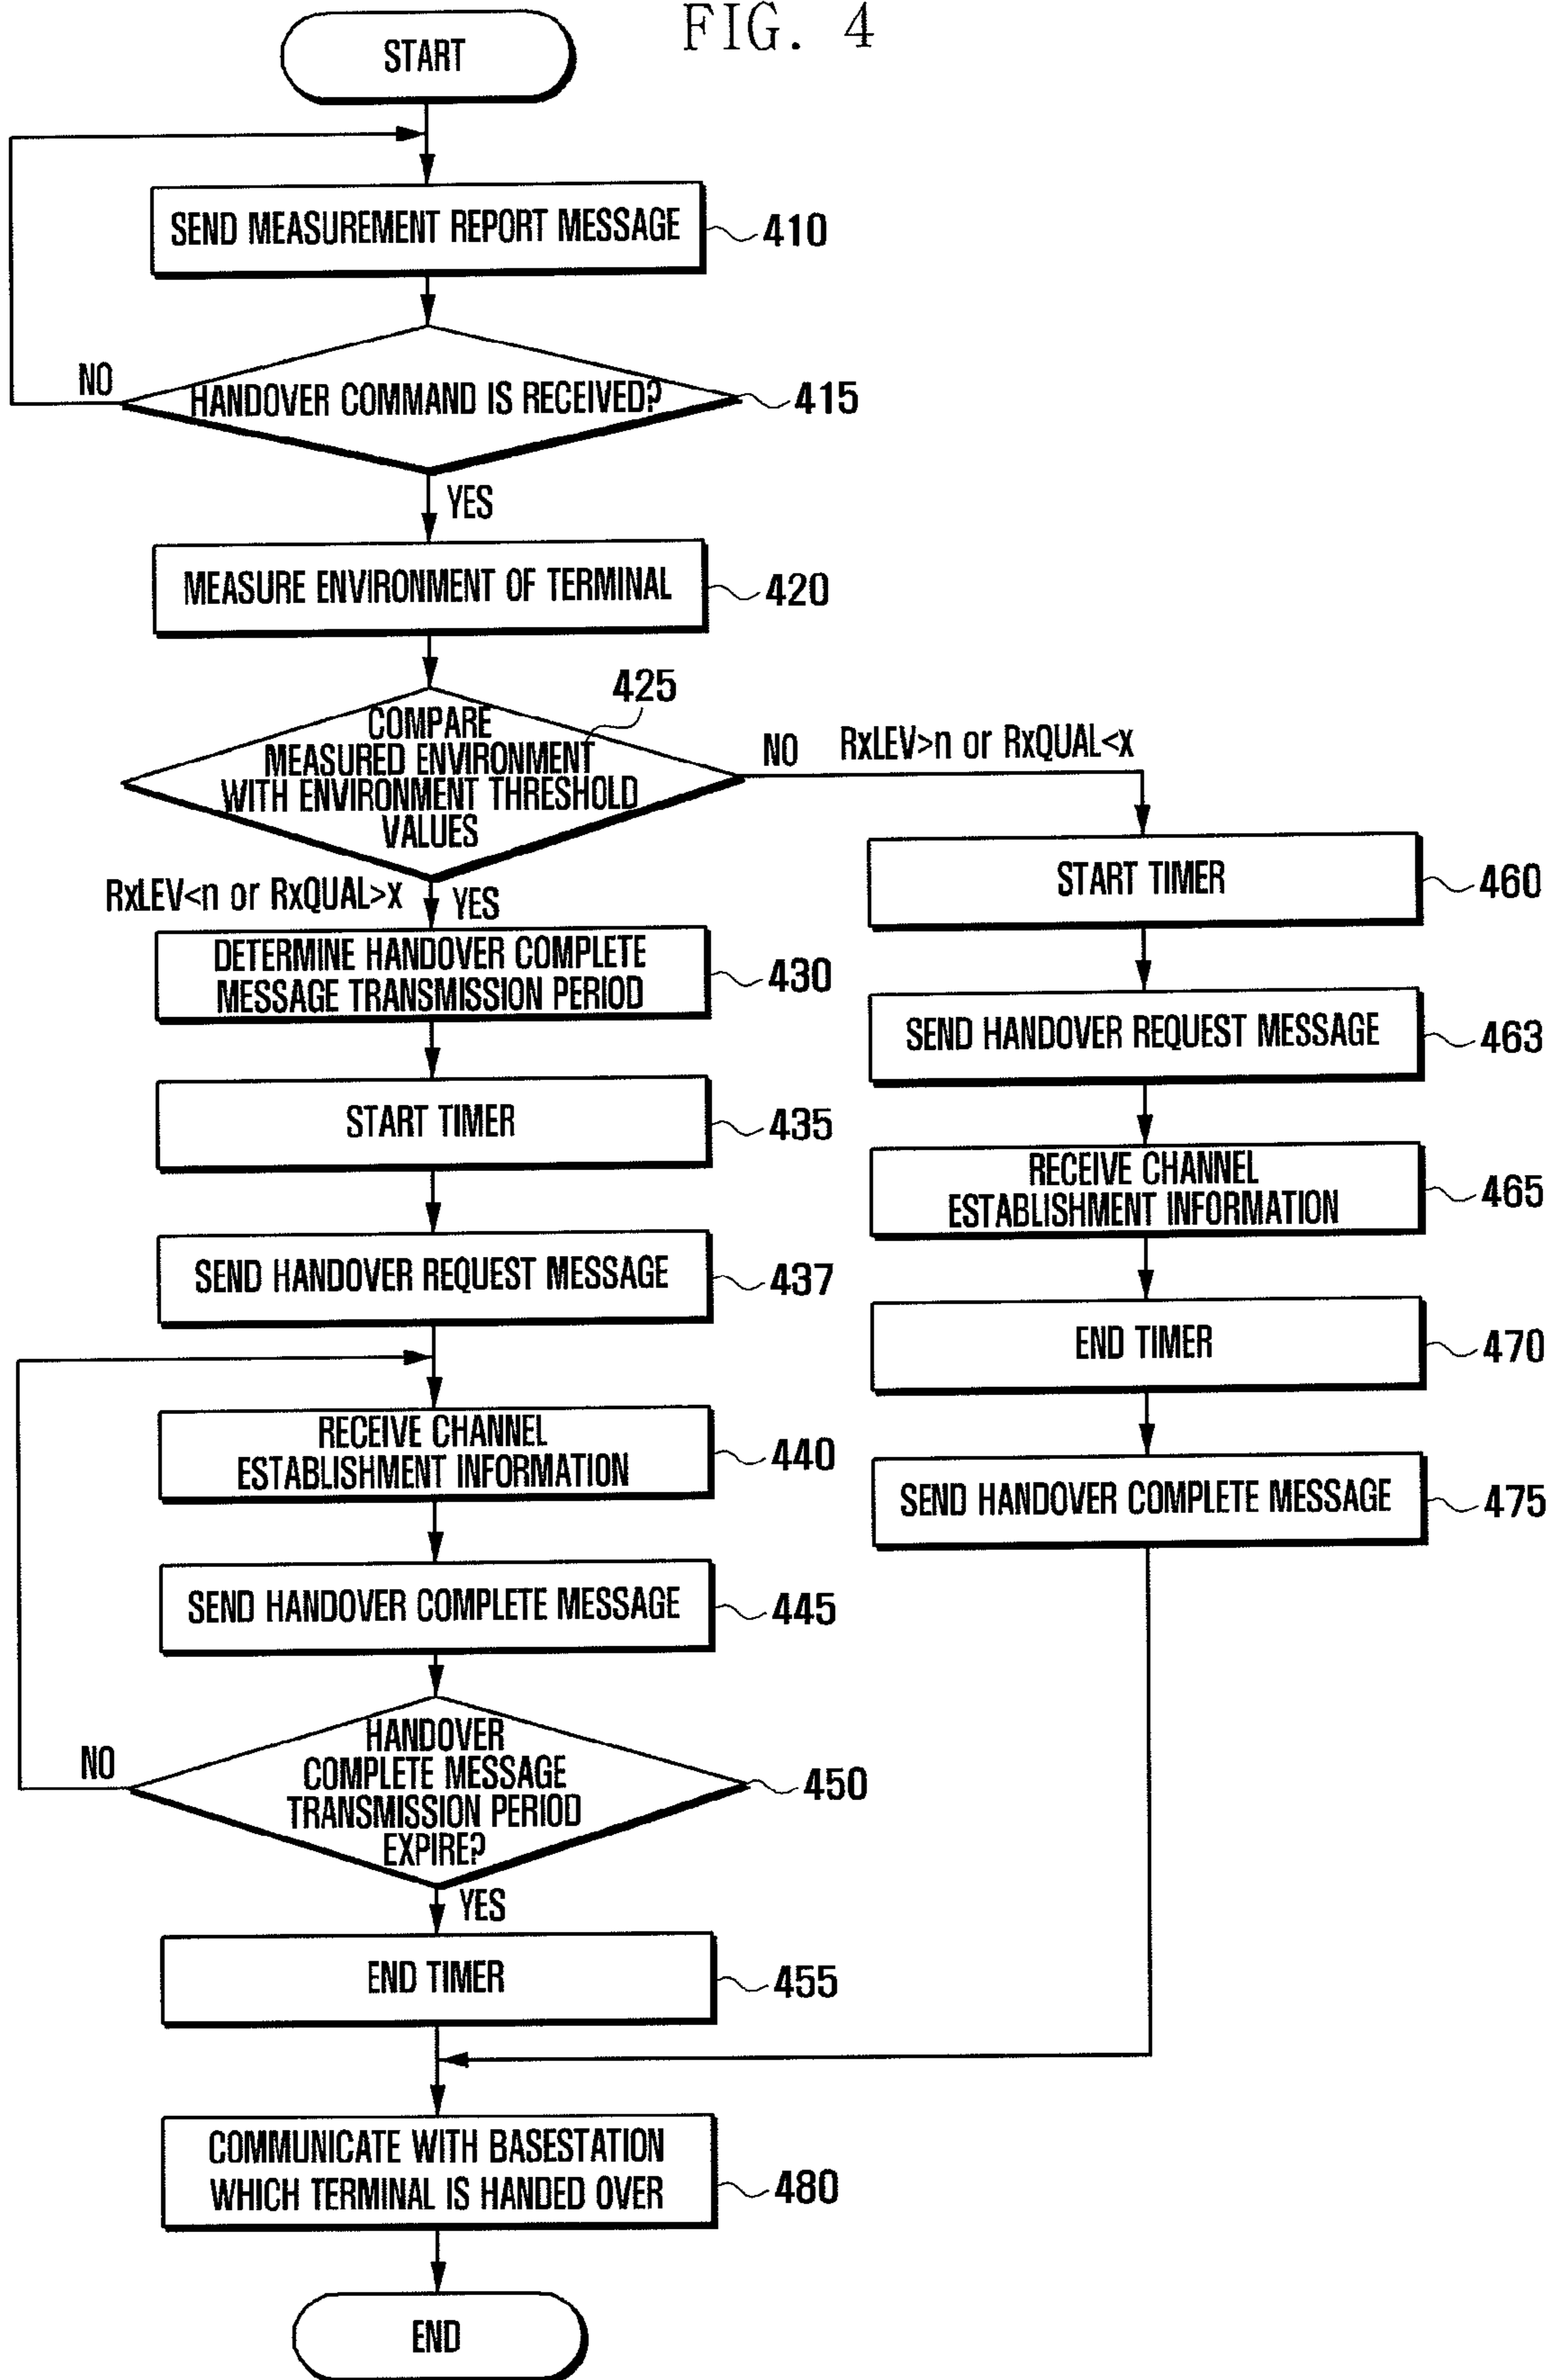 FIG. 4
START
SEND MEASUREMENT REPORT MESSAGE
410
NO
HANDOVER COMMAND IS RECEIVED?
415
YES
MEASURE ENVIRONMENT OF TERMINAL
420
425
COMPARE
MEASURED ENVIRONMENT
WITH ENVIRONMENT THRESHOLD
VALUES
NO
RxLEV>n or RxQUAL<x
RxLEV<n or RxQUAL>x
YES
DETERMINE HANDOVER COMPLETE
MESSAGE TRANSMISSION PERIOD
430
START TIMER
435
SEND HANDOVER REQUEST MESSAGE
437
RECEIVE CHANNEL
ESTABLISHMENT INFORMATION
440
SEND HANDOVER COMPLETE MESSAGE
445
NO
HANDOVER
COMPLETE MESSAGE
TRANSMISSION PERIOD
EXPIRE?
450
YES
END TIMER
455
START TIMER
460
SEND HANDOVER REQUEST MESSAGE
463
RECEIVE CHANNEL
ESTABLISHMENT INFORMATION
465
END TIMER
470
SEND HANDOVER COMPLETE MESSAGE
475
COMMUNICATE WITH BASESTATION
WHICH TERMINAL IS HANDED OVER
480
END